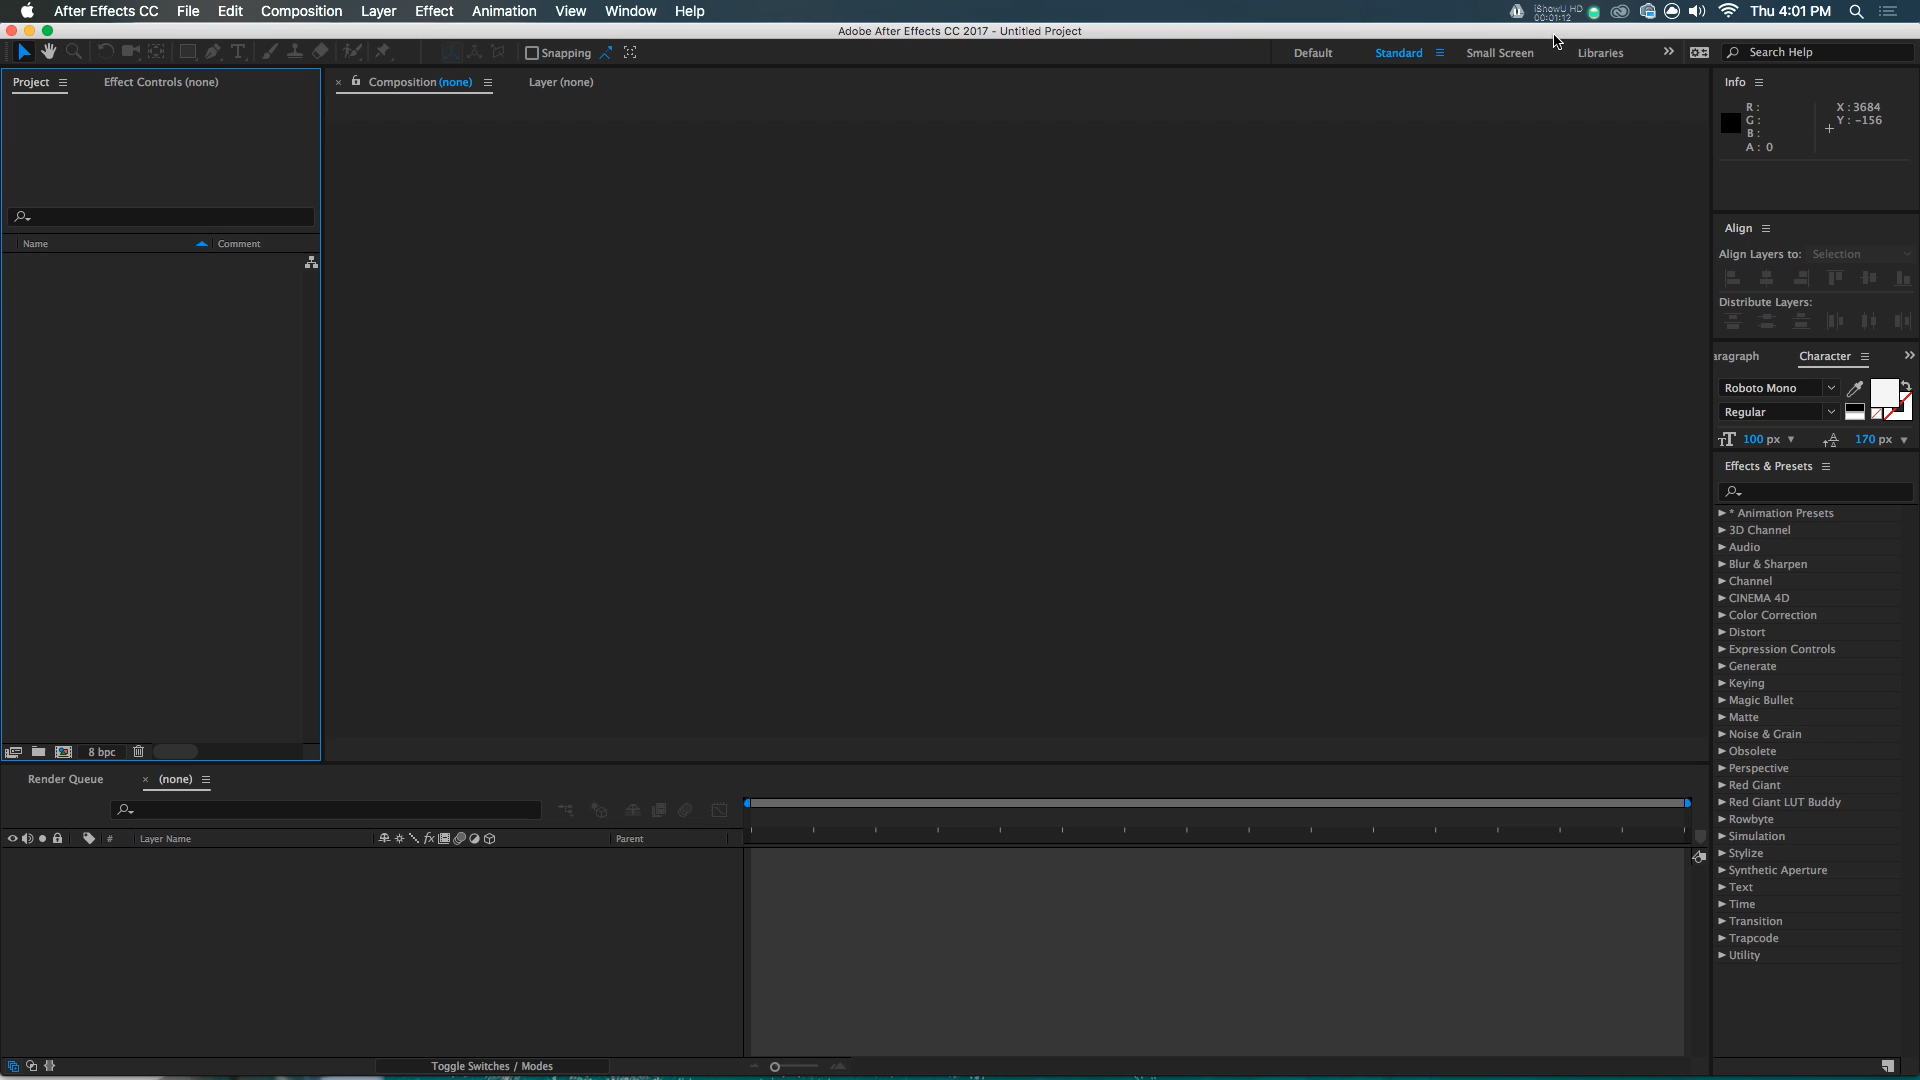 After Effects CC File Edit Composition Layer Effect Animation View Window Help
iShowU HD
00:01:12
Thu 4:01 PM
Adobe After Effects CC 2017 - Untitled Project
Snapping
Default Standard Small Screen Libraries
Search Help
Project Effect Controls (none)
Composition (none) Layer (none)
Info
R:
G:
B:
A: 0
X: 3684
Y: -156
Name Comment
Align
Align Layers to: Selection
Distribute Layers:
aragraph Character
Roboto Mono
Regular
100 px 170 px
Effects & Presets
* Animation Presets
3D Channel
Audio
Blur & Sharpen
Channel
CINEMA 4D
Color Correction
Distort
Expression Controls
Generate
Keying
Magic Bullet
Matte
Noise & Grain
Obsolete
Perspective
Red Giant
Red Giant LUT Buddy
Rowbyte
Simulation
Stylize
Synthetic Aperture
Text
Time
Transition
Trapcode
Utility
8 bpc
Render Queue (none)
# Layer Name fx Parent
Toggle Switches / Modes